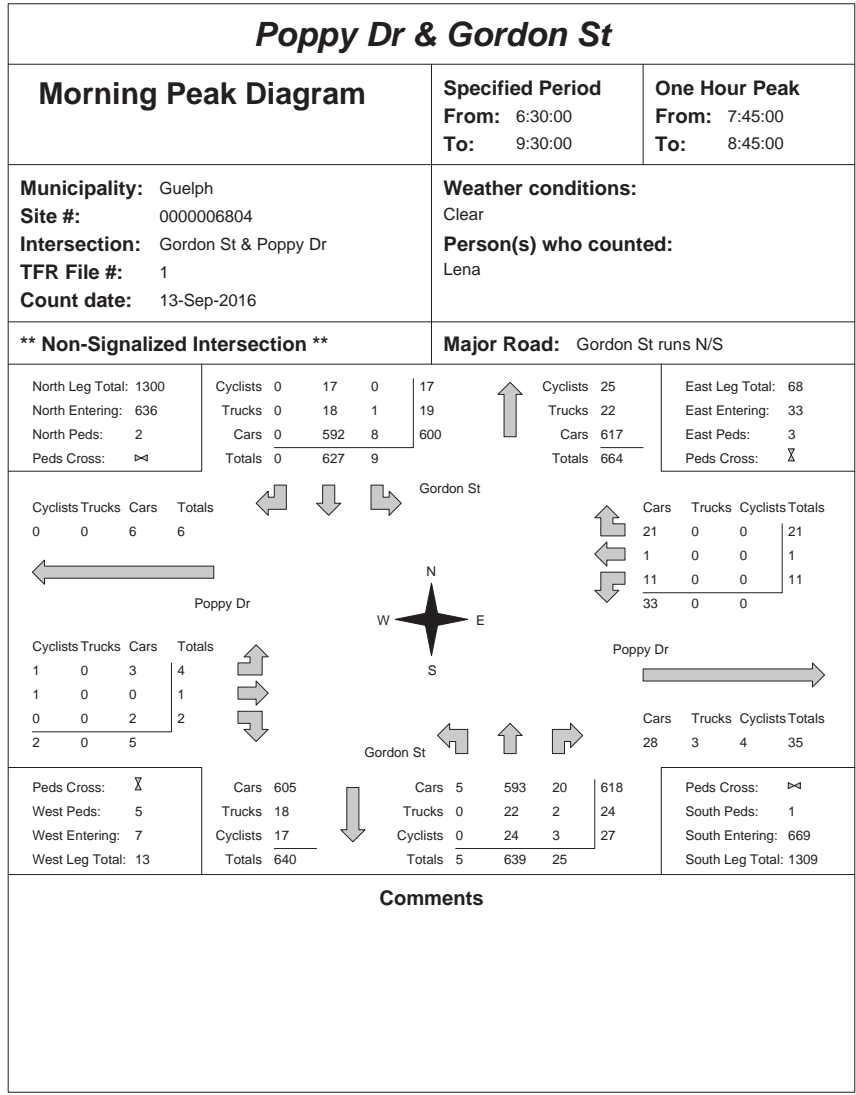 Poppy Dr & Gordon St
Morning Peak Diagram
Specified Period
From: 6:30:00
To: 9:30:00
One Hour Peak
From: 7:45:00
To: 8:45:00
Municipality: Guelph
Site #: 0000006804
Intersection: Gordon St & Poppy Dr
TFR File #: 1
Count date: 13-Sep-2016
Weather conditions:
Clear
Person(s) who counted:
Lena
** Non-Signalized Intersection **
Major Road: Gordon St runs N/S
North Leg Total: 1300
North Entering: 636
North Peds: 2
Peds Cross:
Cyclists 0 17 0 17
Trucks 0 18 1 19
Cars 0 592 8 600
Totals 0 627 9
Cyclists 25
Trucks 22
Cars 617
Totals 664
East Leg Total: 68
East Entering: 33
East Peds: 3
Peds Cross:
Gordon St
Cyclists Trucks Cars Totals
0 0 6 6
Cars Trucks Cyclists Totals
21 0 0 21
1 0 0 1
11 0 0 11
33 0 0
Poppy Dr
N
W E
S
Cyclists Trucks Cars Totals
1 0 3 4
1 0 0 1
0 0 2 2
2 0 5
Poppy Dr
Cars Trucks Cyclists Totals
28 3 4 35
Gordon St
Peds Cross:
West Peds: 5
West Entering: 7
West Leg Total: 13
Cars 605
Trucks 18
Cyclists 17
Totals 640
Cars 5 593 20 618
Trucks 0 22 2 24
Cyclists 0 24 3 27
Totals 5 639 25
Peds Cross:
South Peds: 1
South Entering: 669
South Leg Total: 1309
Comments